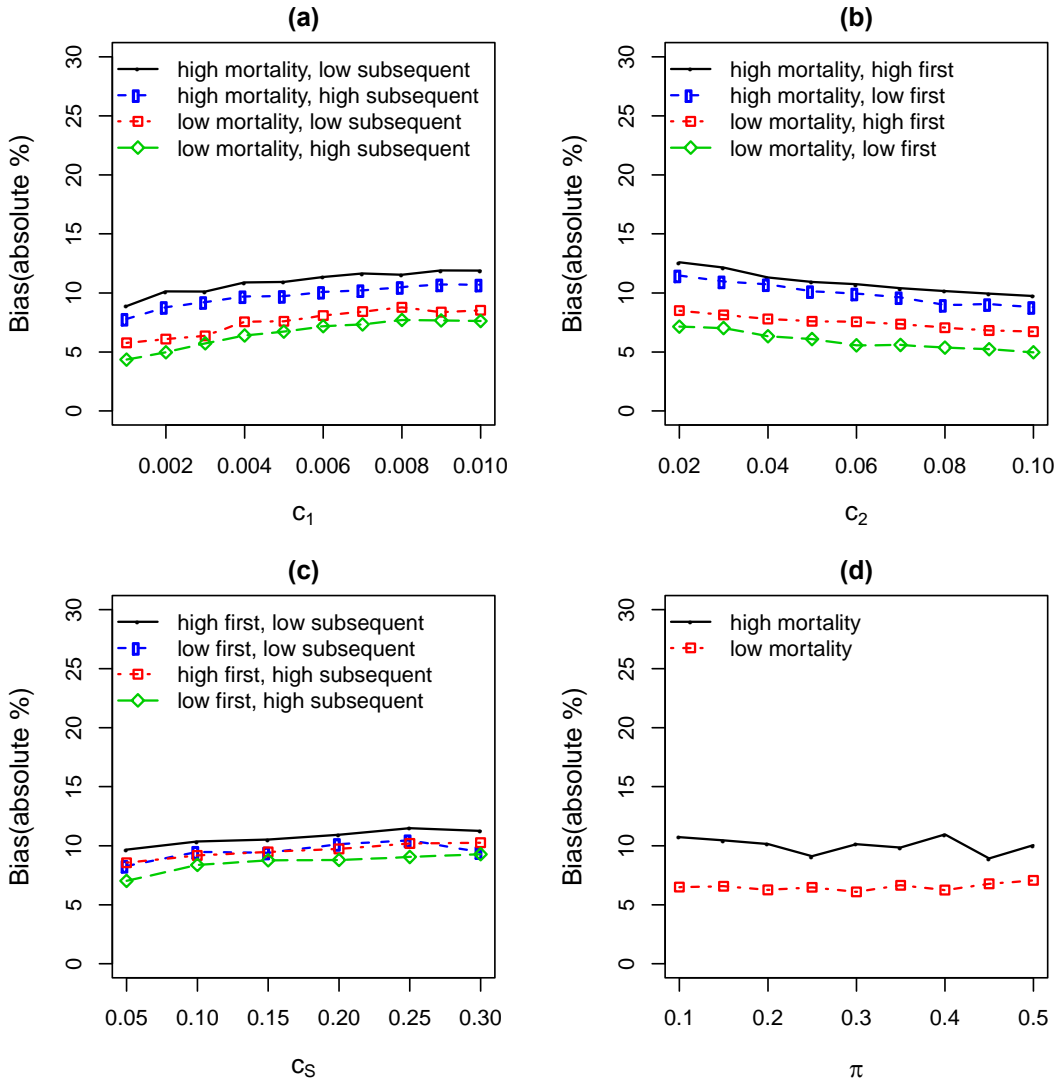 (a)
Bias(absolute %)
30
25
20
15
10
5
0
high mortality, low subsequent
high mortality, high subsequent
low mortality, low subsequent
low mortality, high subsequent
0.002 0.004 0.006 0.008 0.010
c1
(b)
Bias(absolute %)
30
25
20
15
10
5
0
high mortality, high first
high mortality, low first
low mortality, high first
low mortality, low first
0.02 0.04 0.06 0.08 0.10
c2
(c)
Bias(absolute %)
30
25
20
15
10
5
0
high first, low subsequent
low first, low subsequent
high first, high subsequent
low first, high subsequent
0.05 0.10 0.15 0.20 0.25 0.30
cS
(d)
Bias(absolute %)
30
25
20
15
10
5
0
high mortality
low mortality
0.1 0.2 0.3 0.4 0.5
π